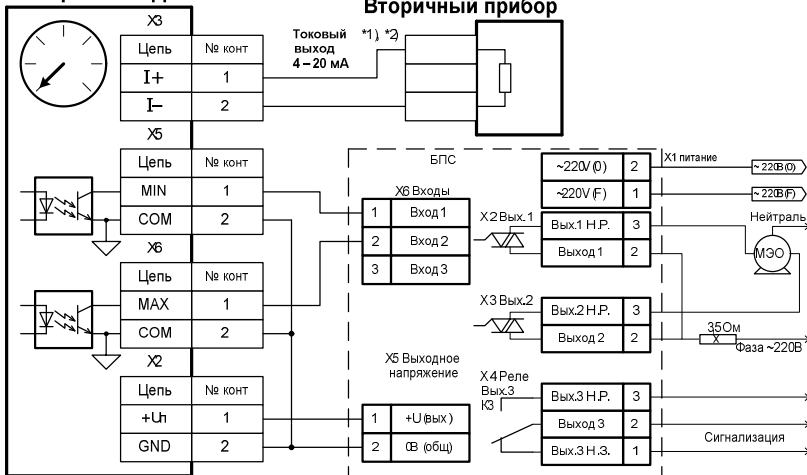 Вторичный прибор
X3
Цепь № конт
I+ 1
I– 2
Токовый *1), *2)
выход
4 – 20 мА
X5
Цепь № конт
MIN 1
COM 2
X6
Цепь № конт
MAX 1
COM 2
X2
Цепь № конт
+Uп 1
GND 2
БПС
X6 Входы
1 Вход 1
2 Вход 2
3 Вход 3
X5 Выходное
напряжение
1 +U (вых)
2 0В (общ)
~220V (0) 2
~220V (F) 1
X1 питание
~ 220В (0)
~ 220В (F)
X2 Вых.1
Вых.1 Н.Р. 3
Выход 1 2
Нейтраль
МЭО
X3 Вых.2
Вых.2 Н.Р. 3
Выход 2 2
35Ом
Фаза ~220В
X4 Реле
Вых.3
К3
Вых.3 Н.Р. 3
Выход 3 2
Вых.3 Н.З. 1
Сигнализация